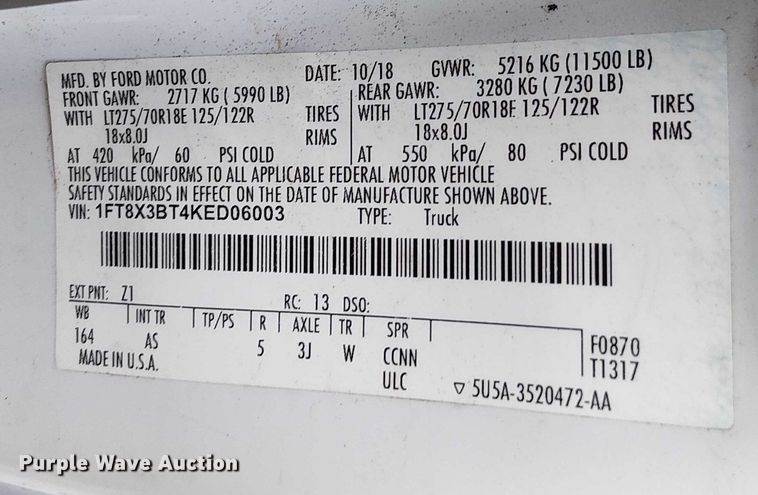 MFD. BY FORD MOTOR CO. DATE: 10/18 GVWR: 5216 KG (11500 LB)
FRONT GAWR: 2717 KG ( 5990 LB) REAR GAWR: 3280 KG ( 7230 LB)
WITH LT275/70R18E 125/122R TIRES WITH LT275/70R18E 125/122R TIRES
18x8.0J RIMS 18x8.0J RIMS
AT 420 kPa/ 60 PSI COLD AT 550 kPa/ 80 PSI COLD
THIS VEHICLE CONFORMS TO ALL APPLICABLE FEDERAL MOTOR VEHICLE
SAFETY STANDARDS IN EFFECT ON THE DATE OF MANUFACTURE SHOWN ABOVE.
VIN: 1FT8X3BT4KED06003 TYPE: Truck
EXT PNT: Z1 RC: 13 DSO:
WB INT TR TP/PS R AXLE TR SPR F0870
164 AS 5 3J W CCNN T1317
MADE IN U.S.A. ULC ▽ 5U5A-3520472-AA
Purple Wave Auction